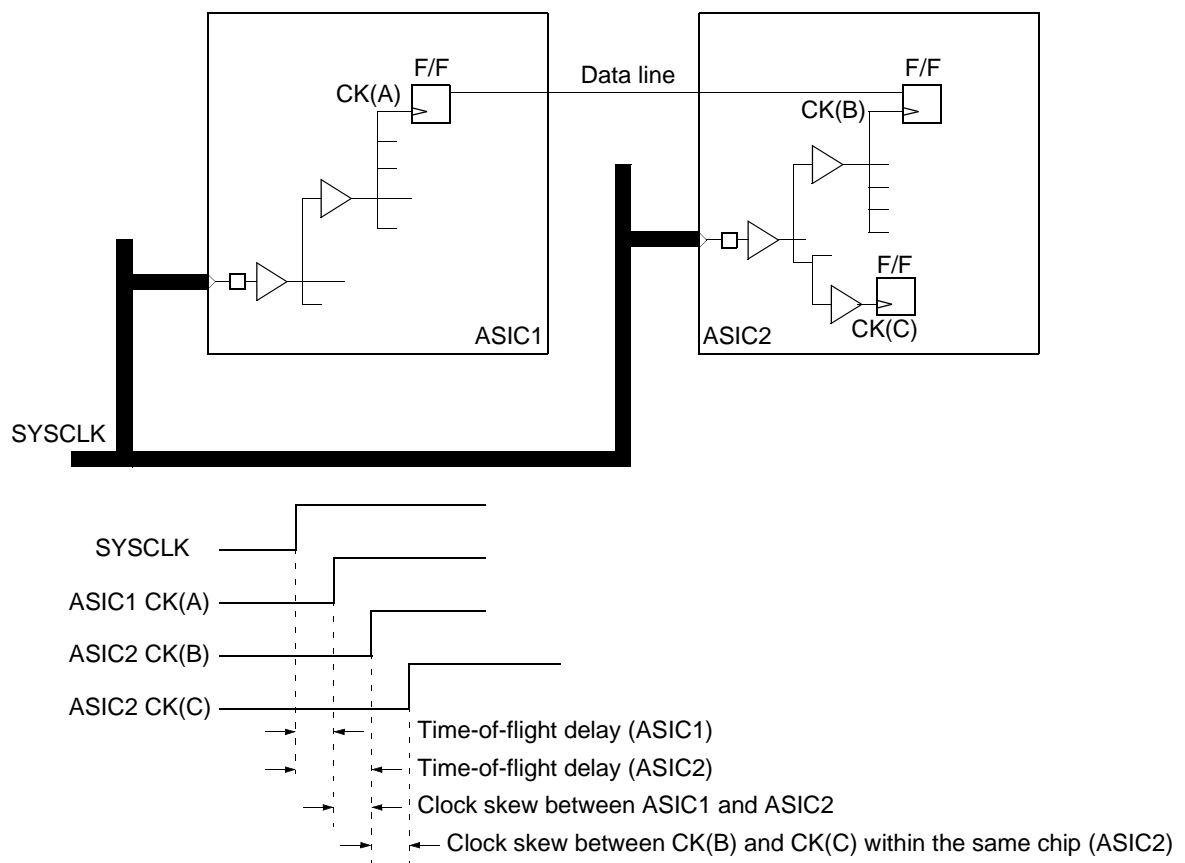 F/F
F/F
Data line
CK(A)
CK(B)
F/F
ASIC1
ASIC2
CK(C)
SYSCLK
SYSCLK
ASIC1 CK(A)
ASIC2 CK(B)
ASIC2 CK(C)
Time-of-flight delay (ASIC1)
Time-of-flight delay (ASIC2)
Clock skew between ASIC1 and ASIC2
Clock skew between CK(B) and CK(C) within the same chip (ASIC2)